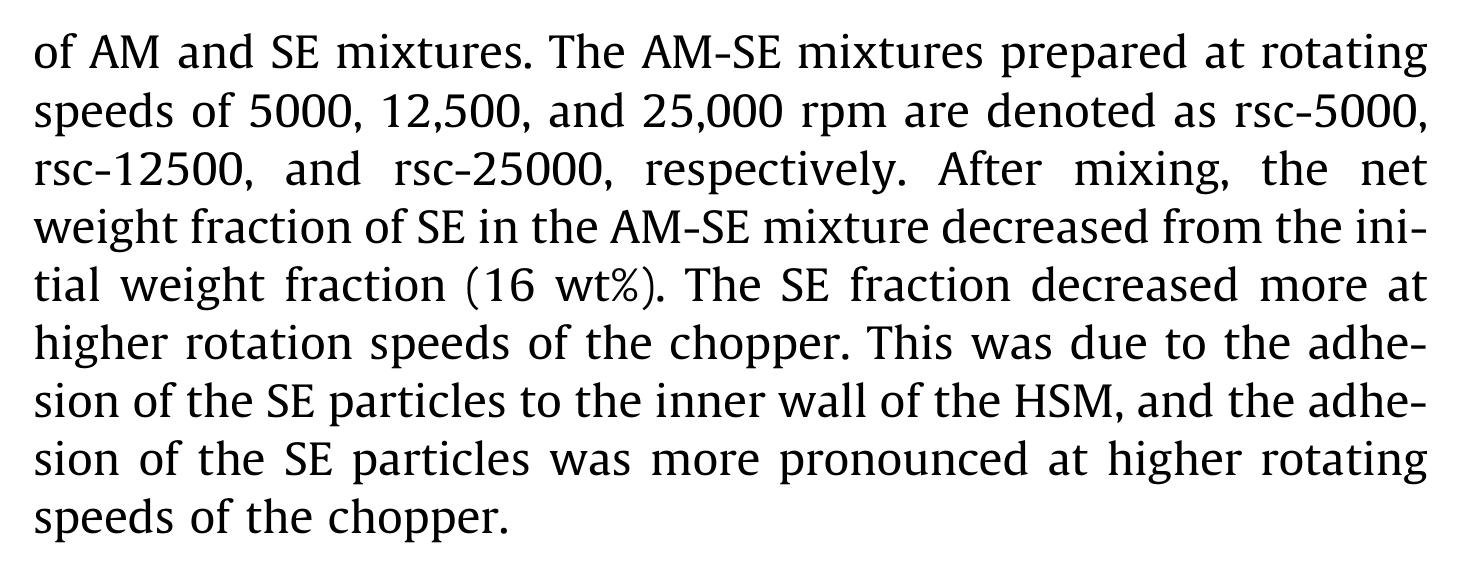 of AM and SE mixtures. The AM-SE mixtures prepared at rotating
speeds of 5000, 12,500, and 25,000 rpm are denoted as rsc-5000,
rsc-12500, and rsc-25000, respectively. After mixing, the net
weight fraction of SE in the AM-SE mixture decreased from the ini-
tial weight fraction (16 wt%). The SE fraction decreased more at
higher rotation speeds of the chopper. This was due to the adhe-
sion of the SE particles to the inner wall of the HSM, and the adhe-
sion of the SE particles was more pronounced at higher rotating
speeds of the chopper.